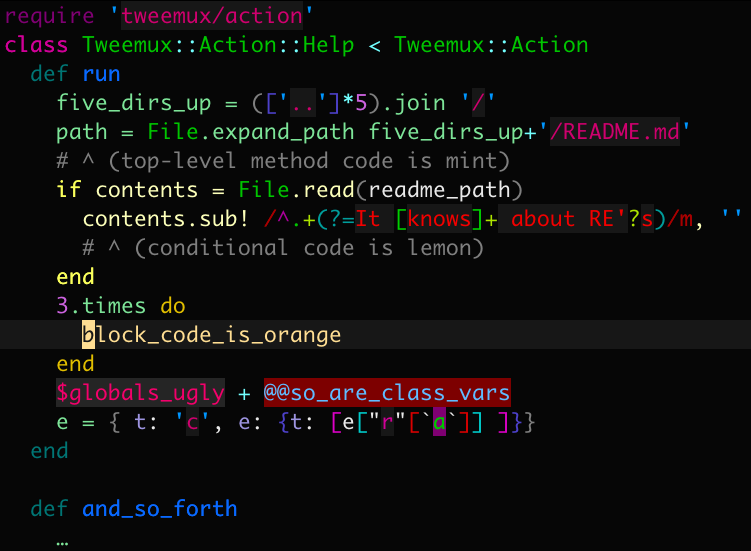 require 'tweemux/action'
class Tweemux::Action::Help < Tweemux::Action
  def run
    five_dirs_up = (['..']*5).join '/'
    path = File.expand_path five_dirs_up+'/README.md'
    # ^ (top-level method code is mint)
    if contents = File.read(readme_path)
      contents.sub! /^.+(?=It [knows]+ about RE'?s)/m, ''
      # ^ (conditional code is lemon)
    end
    3.times do
      block_code_is_orange
    end
    $globals_ugly + @@so_are_class_vars
    e = { t: 'c', e: {t: [e["r"[`a`]] ]}}
  end

  def and_so_forth
    …